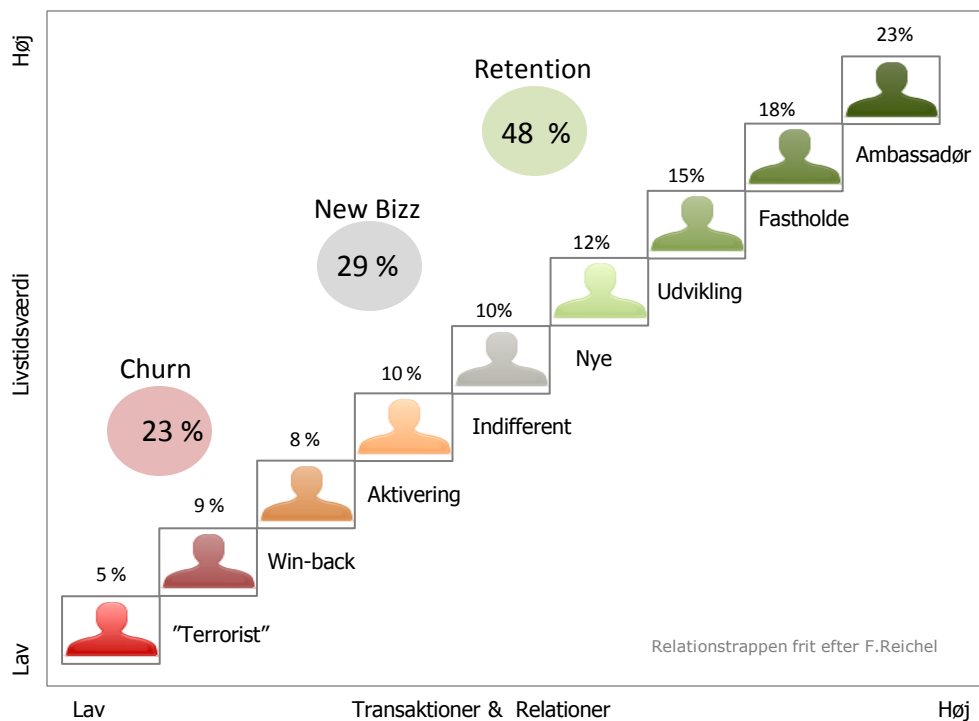 Høj
23%
Retention
48 %
18%
Ambassadør
15%
New Bizz
Fastholde
29 %
12%
Udvikling
Livstidsværdi
10%
Nye
Churn
10 %
Indifferent
23 %
8 %
Aktivering
9 %
Win-back
5 %
”Terrorist”
Relationstrappen frit efter F.Reichel
Lav
Lav
Transaktioner & Relationer
Høj